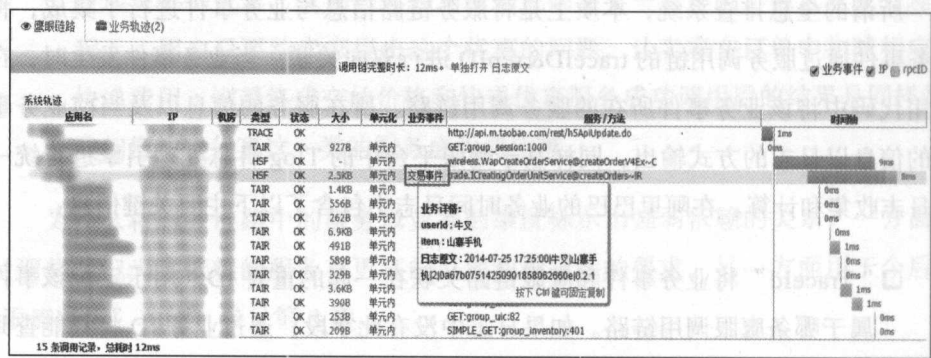 鹰眼链路 业务轨迹(2)
调用链完整时长：12ms， 单独打开 日志原文
业务事件 IP rpcID
系统轨迹
应用名 IP 机房 类型 状态 大小 单元化 业务事件 服务/方法 时间轴
TRACE OK - - http://api.m.taobao.com/rest/h5ApiUpdate.do 1ms
TAIR OK 927B 单元内 GET:group_session:1000 0ms
HSF OK - 单元内 wireless.WapCreateOrderService@createOrderV4Ex~C 9ms
HSF OK 2.5KB 单元内 交易事件 trade.ICreatingOrderUnitService@createOrders~IR 8ms
TAIR OK 1.4KB 单元内 0ms
TAIR OK 556B 单元内 0ms
TAIR OK 262B 单元内 0ms
TAIR OK 6.9KB 单元内 0ms
TAIR OK 491B 单元内 1ms
TAIR OK 589B 单元内 0ms
TAIR OK 329B 单元内 0ms
TAIR OK 3.6KB 单元内 1ms
TAIR OK 390B 单元内 1ms
TAIR OK 253B 单元内 GET:group_uic:82 0ms
TAIR OK 209B 单元内 SIMPLE_GET:group_inventory:401 0ms
业务详情：
userId : 牛叉
item : 山寨手机
日志原文 : 2014-07-25 17:25:00|牛叉|山寨手
机|2|0a67b07514250901858062660e|0.2.1
按下 Ctrl 键可固定复制
15 条调用记录，总耗时 12ms